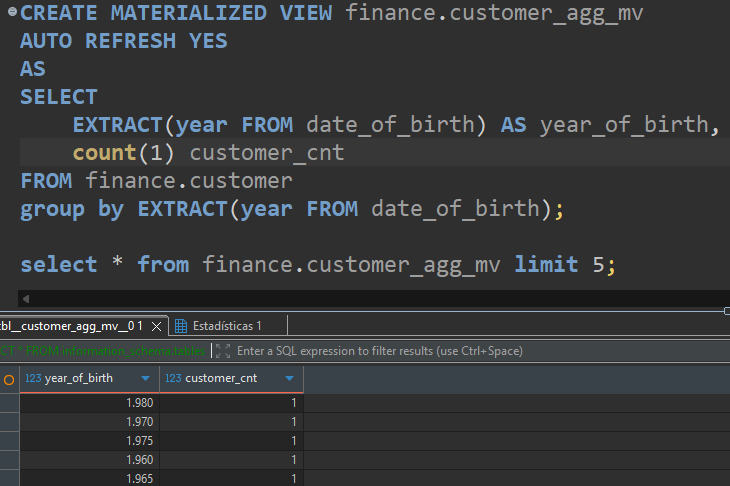 CREATE MATERIALIZED VIEW finance.customer_agg_mv
AUTO REFRESH YES
AS
SELECT
EXTRACT(year FROM date_of_birth) AS year_of_birth,
count(1) customer_cnt
FROM finance.customer
group by EXTRACT(year FROM date_of_birth);
select * from finance.customer_agg_mv limit 5;
tbl__customer_agg_mv__0 1 Estadísticas 1
CT * FROM information_schema.tables Enter a SQL expression to filter results (use Ctrl+Space)
123 year_of_birth 123 customer_cnt
1.980 1
1.970 1
1.975 1
1.960 1
1.965 1